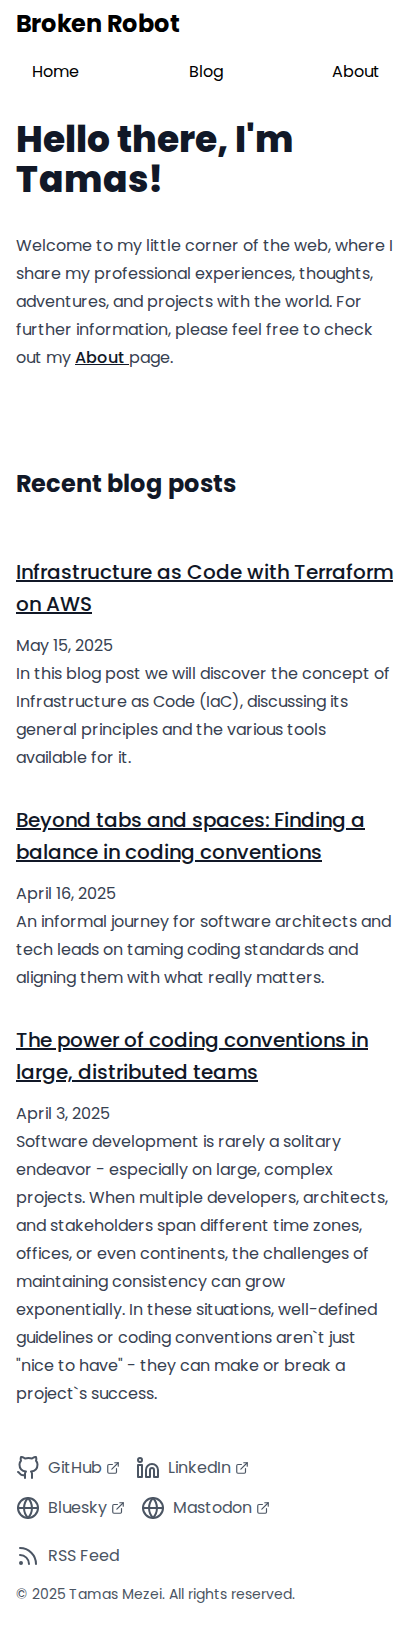 Broken Robot
Home Blog About
Hello there, I'm
Tamas!
Welcome to my little corner of the web, where I
share my professional experiences, thoughts,
adventures, and projects with the world. For
further information, please feel free to check
out my About page.
Recent blog posts
Infrastructure as Code with Terraform
on AWS
May 15, 2025
In this blog post we will discover the concept of
Infrastructure as Code (IaC), discussing its
general principles and the various tools
available for it.
Beyond tabs and spaces: Finding a
balance in coding conventions
April 16, 2025
An informal journey for software architects and
tech leads on taming coding standards and
aligning them with what really matters.
The power of coding conventions in
large, distributed teams
April 3, 2025
Software development is rarely a solitary
endeavor - especially on large, complex
projects. When multiple developers, architects,
and stakeholders span different time zones,
offices, or even continents, the challenges of
maintaining consistency can grow
exponentially. In these situations, well-defined
guidelines or coding conventions aren`t just
"nice to have" - they can make or break a
project`s success.
GitHub LinkedIn
Bluesky Mastodon
RSS Feed
© 2025 Tamas Mezei. All rights reserved.